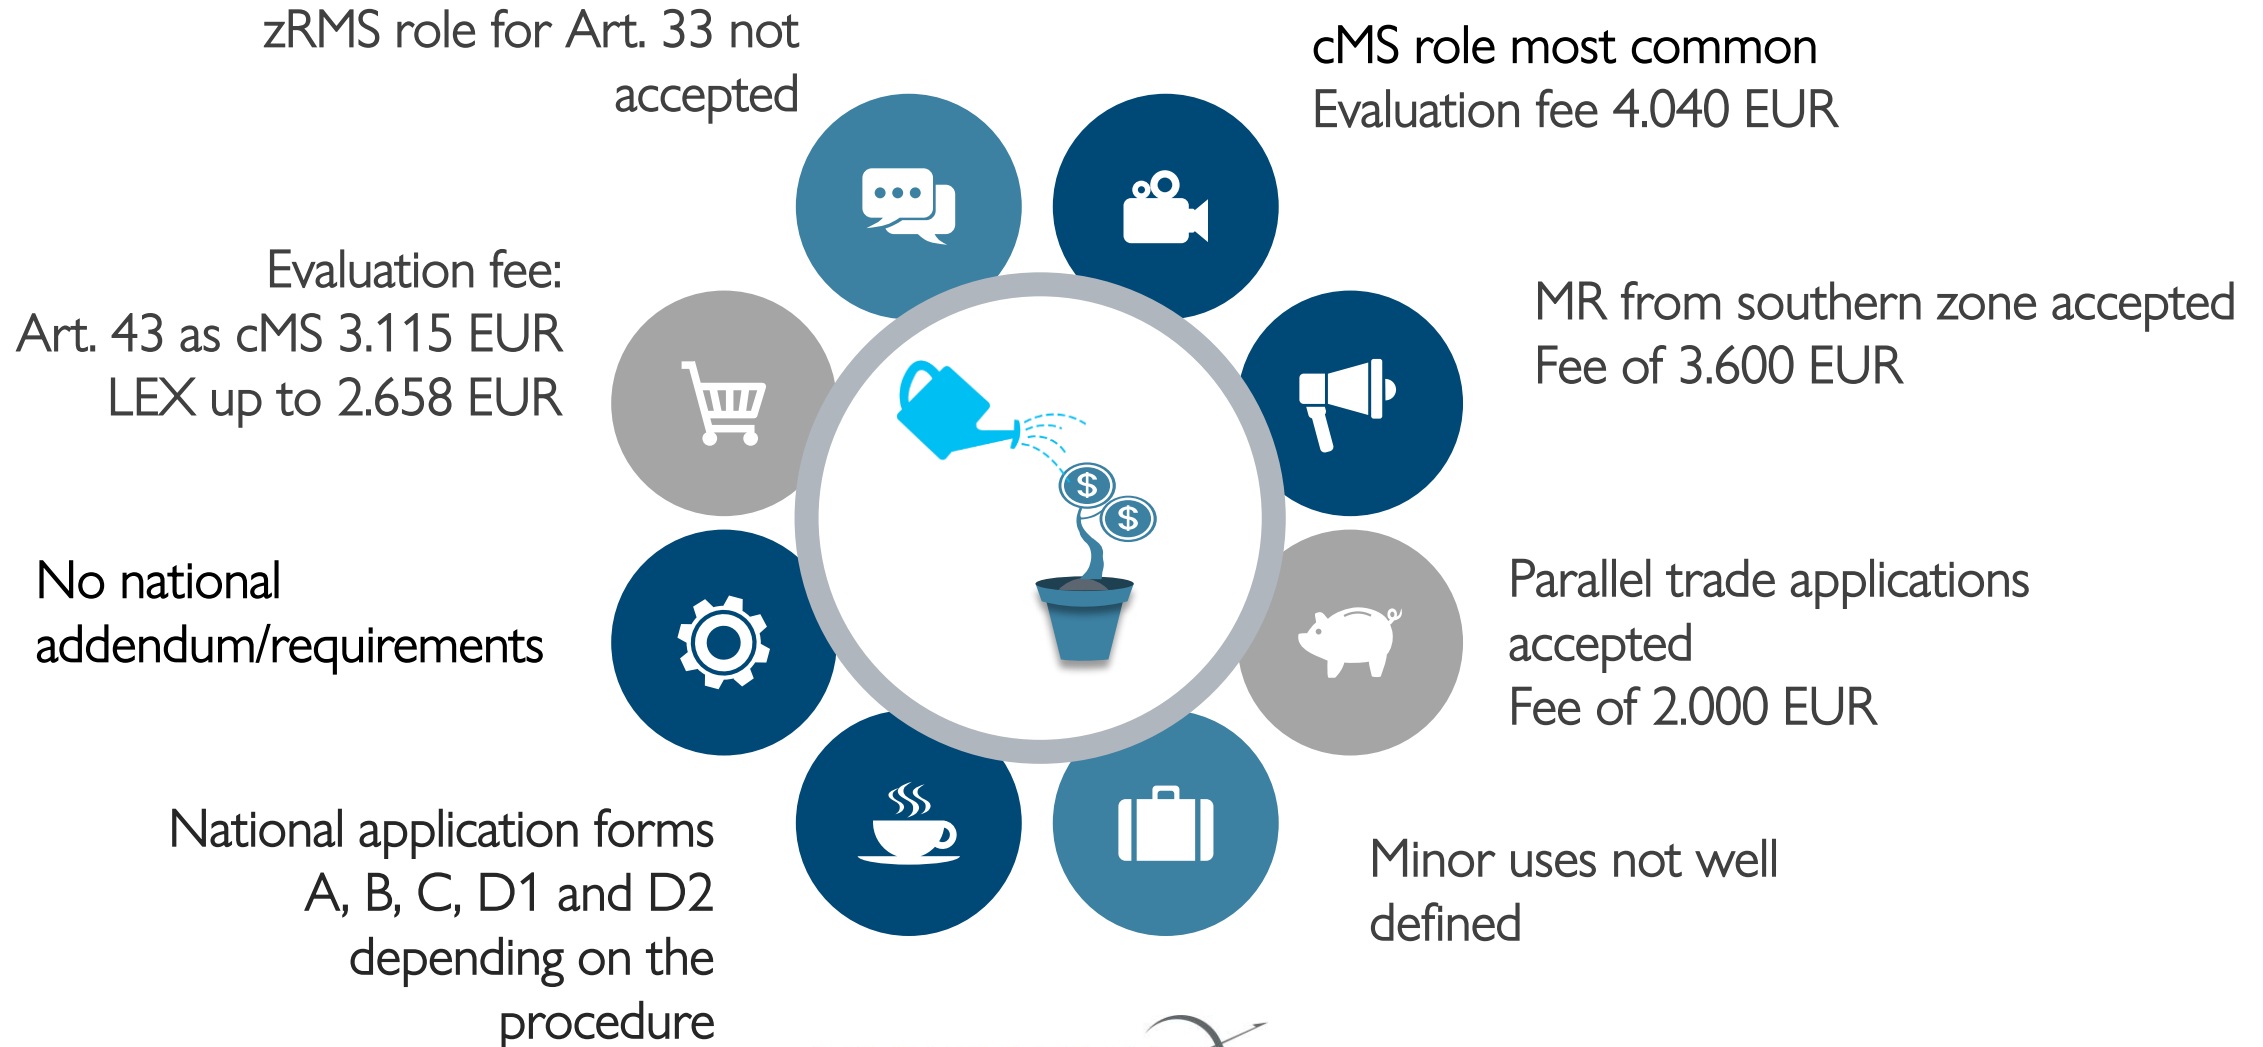 zRMS role for Art. 33 not
accepted
cMS role most common
Evaluation fee 4.040 EUR
Evaluation fee:
Art. 43 as cMS 3.115 EUR
LEX up to 2.658 EUR
MR from southern zone accepted
Fee of 3.600 EUR
No national
addendum/requirements
Parallel trade applications
accepted
Fee of 2.000 EUR
National application forms
A, B, C, D1 and D2
depending on the
procedure
Minor uses not well
defined
$
$